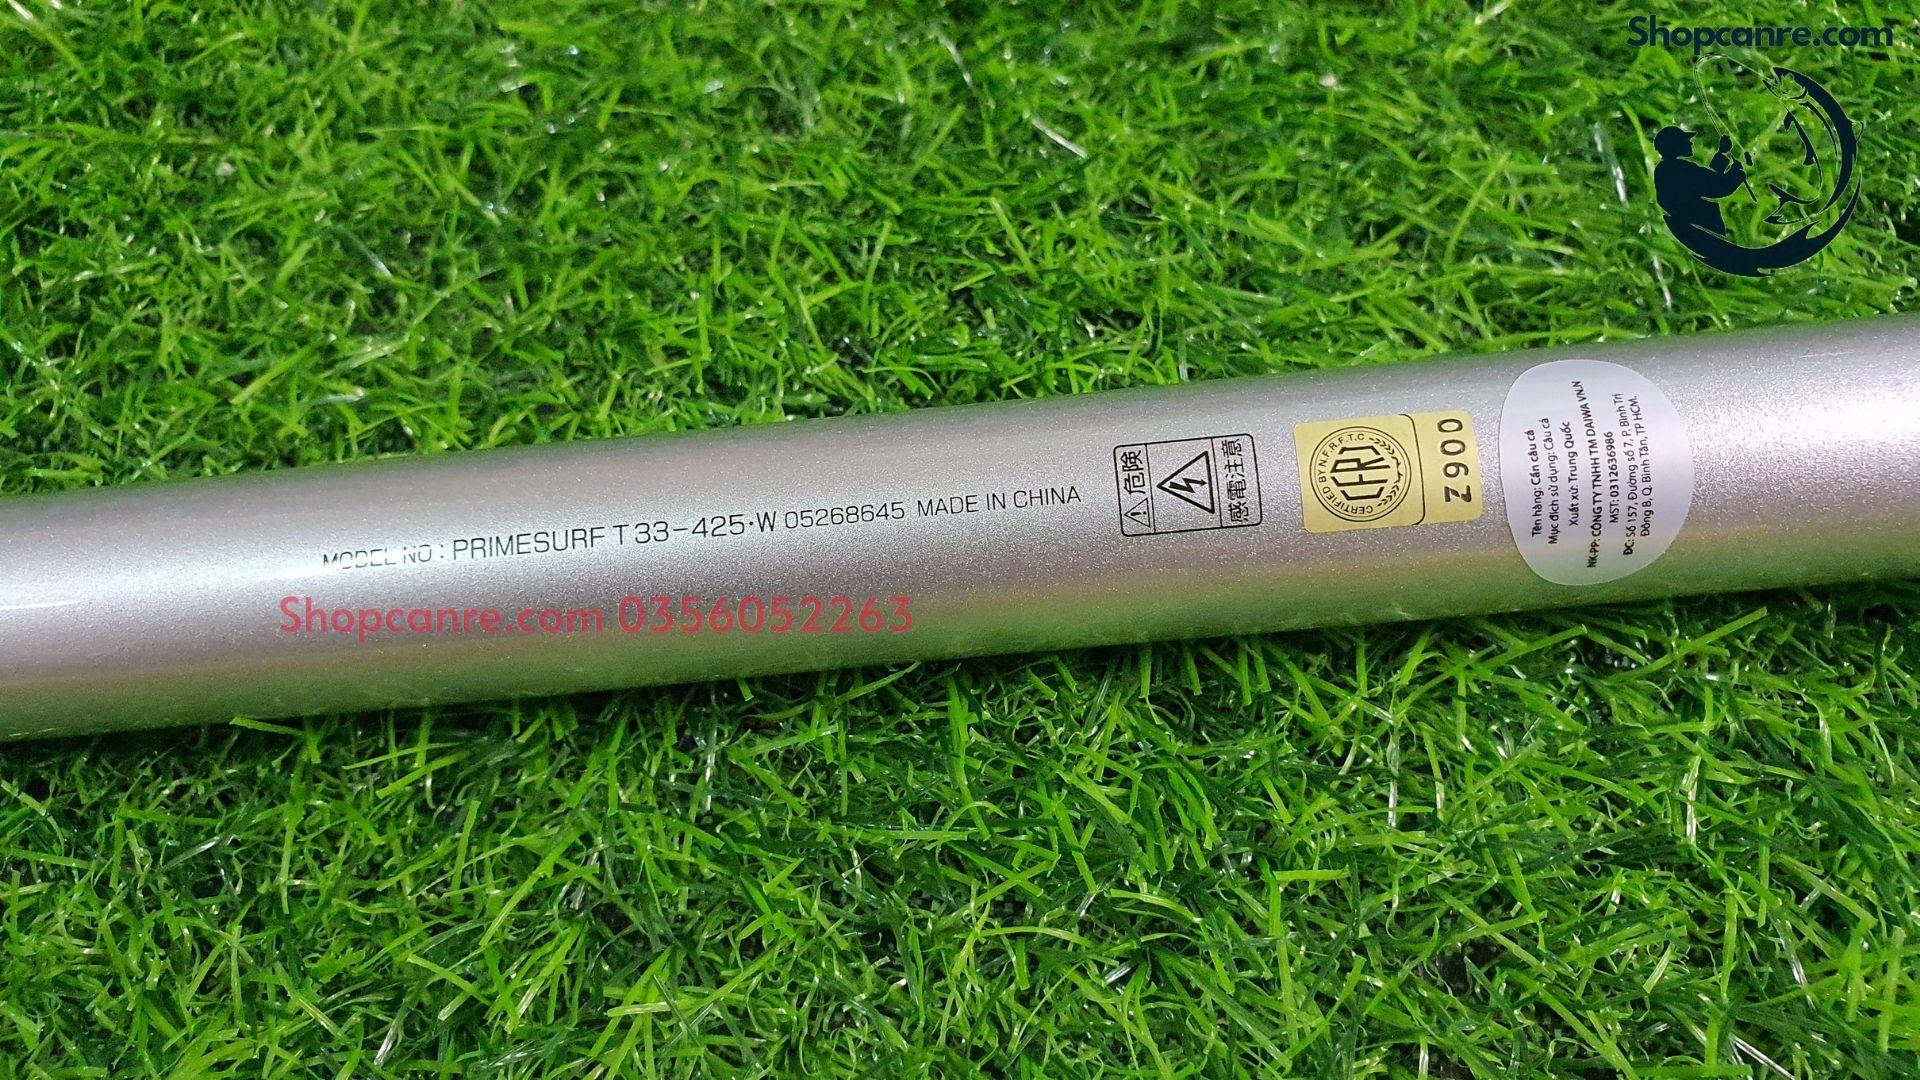 Shopcanre.com
MODEL NO : PRIMESURF T 33-425・W 05268645 MADE IN CHINA
危険
感電注意
CERTIFIED BY N.F.R.F.T.O
CFRJ
Z900
Tên hàng: Cần câu cá
Mục đích sử dụng: Câu cá
Xuất xứ: Trung Quốc
NK-PP: CÔNG TY TNHH TM DAIWA VN.LN
MST: 0312636986
ĐC: Số 157, Đường số 7, P. Bình Trị
Đông B, Q. Bình Tân, TP HCM.
Shopcanre.com 0356052263